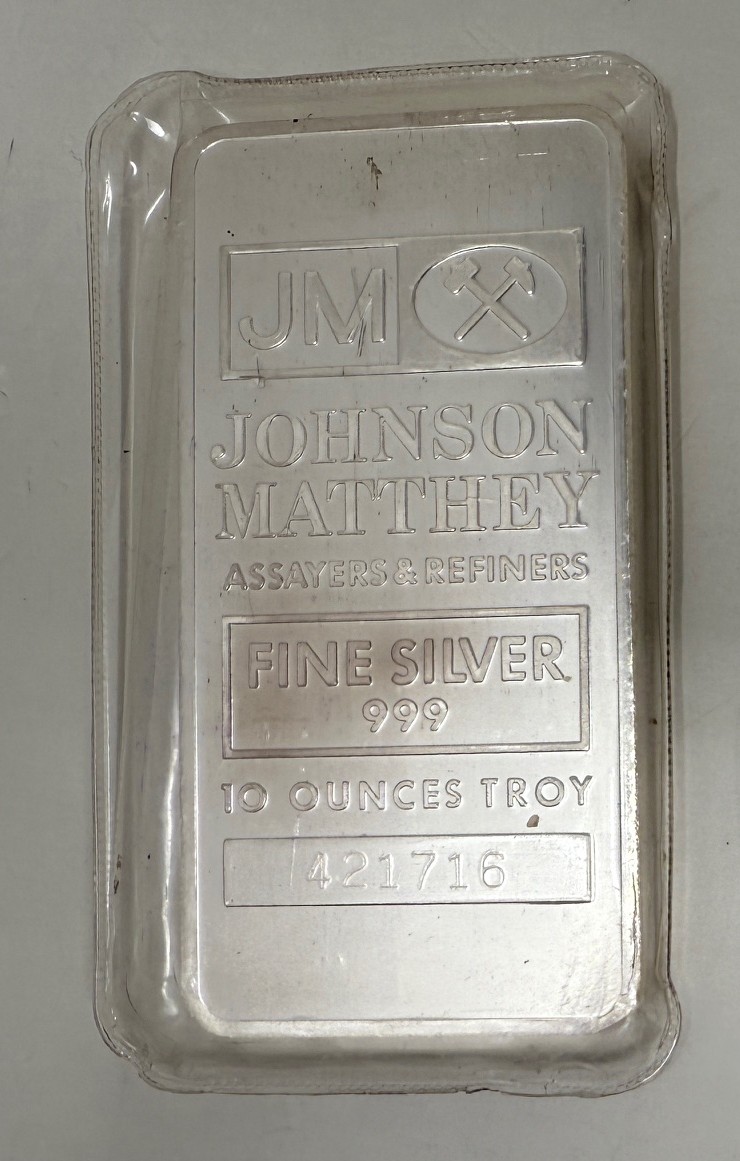 JM
JOHNSON
MATTHEY
ASSAYERS & REFINERS
FINE SILVER
999
10 OUNCES TROY
421716